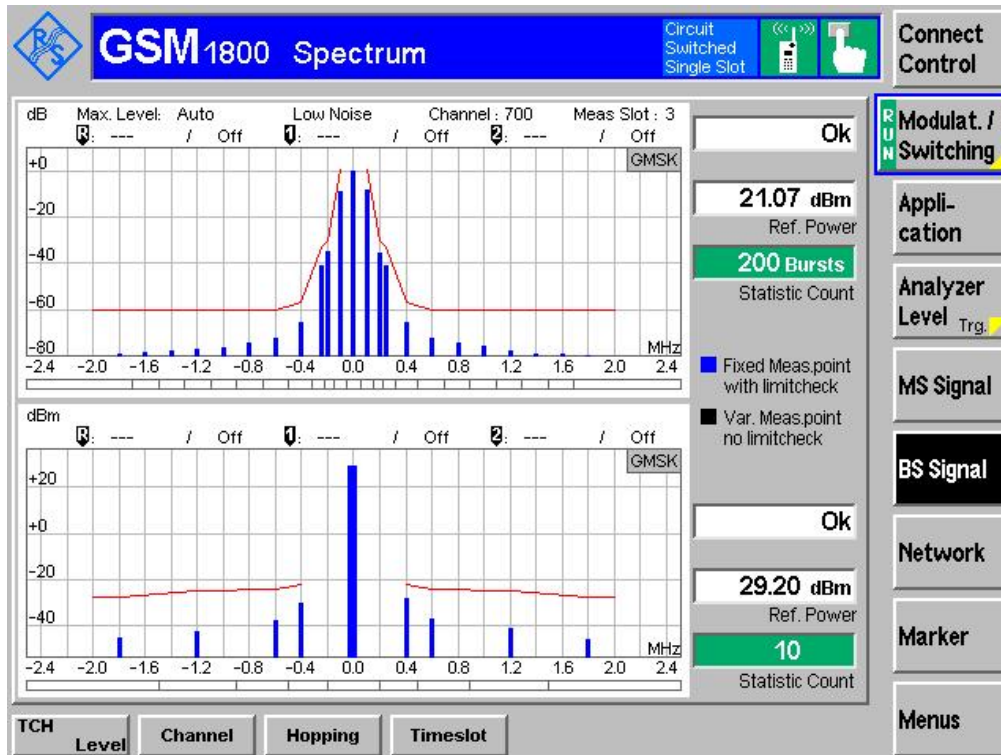 R S
GSM 1800 Spectrum
Circuit
Switched
Single Slot
Connect
Control
RUN
Modulat. /
Switching
Appli-
cation
Analyzer
Level Trg.
MS Signal
BS Signal
Network
Marker
Menus
dB Max. Level: Auto Low Noise Channel : 700 Meas Slot : 3
R: --- / Off 1: --- / Off 2: --- / Off
GMSK
+0
-20
-40
-60
-80
MHz
-2.4 -2.0 -1.6 -1.2 -0.8 -0.4 0.0 0.4 0.8 1.2 1.6 2.0 2.4
Ok
21.07 dBm
Ref. Power
200 Bursts
Statistic Count
Fixed Meas.point
with limitcheck
Var. Meas.point
no limitcheck
dBm
R: --- / Off 1: --- / Off 2: --- / Off
GMSK
+20
+0
-20
-40
MHz
-2.4 -2.0 -1.6 -1.2 -0.8 -0.4 0.0 0.4 0.8 1.2 1.6 2.0 2.4
Ok
29.20 dBm
Ref. Power
10
Statistic Count
TCH
Level
Channel
Hopping
Timeslot